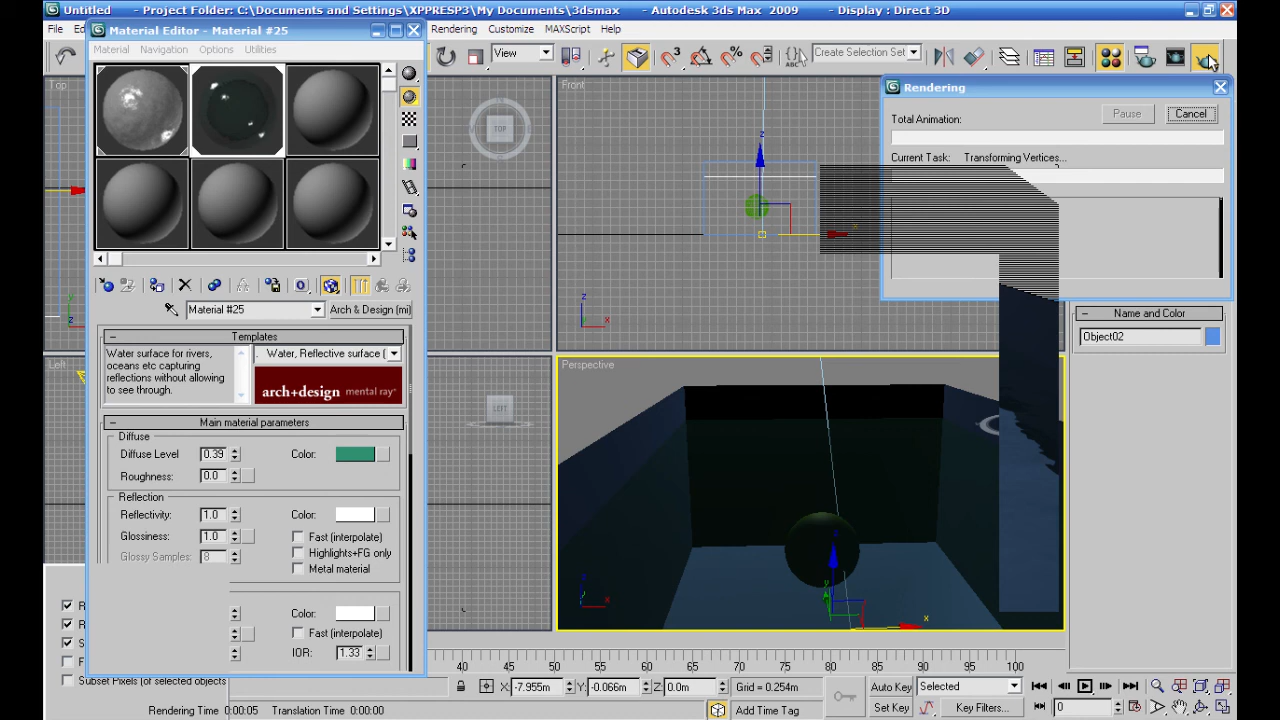 Untitled - Project Folder: C:\Documents and Settings\XPPRESP3\My Documents\3dsmax - Autodesk 3ds Max 2009 - Display : Direct 3D
Material Editor - Material #25
Rendering Customize MAXScript Help
Material Navigation Options Utilities
View
Create Selection Set
Top
Front
TOP
Rendering
Total Animation:
Pause Cancel
Current Task: Transforming Vertices...
z
x
z
x
y
z
x
Material #25 Arch & Design (mi)
Templates
Water surface for rivers, oceans etc capturing reflections without allowing to see through.
Water, Reflective surface (
arch+design mental ray
Main material parameters
Diffuse
Diffuse Level 0.39 Color:
Roughness: 0.0
Reflection
Reflectivity: 1.0 Color:
Glossiness: 1.0 Fast (interpolate)
Highlights+FG only
Glossy Samples: 8 Metal material
Color:
Fast (interpolate)
IOR: 1.33
Left
LEFT
Perspective
z
x
z
y
x
Name and Color
Object02
Subset Pixels (of selected objects
40 45 50 55 60 65 70 75 80 85 90 95 100
X: -7.955m Y: -0.066m Z: 0.0m Grid = 0.254m
Auto Key Selected
Set Key Key Filters...
0
Rendering Time 0:00:05 Translation Time 0:00:00
Add Time Tag